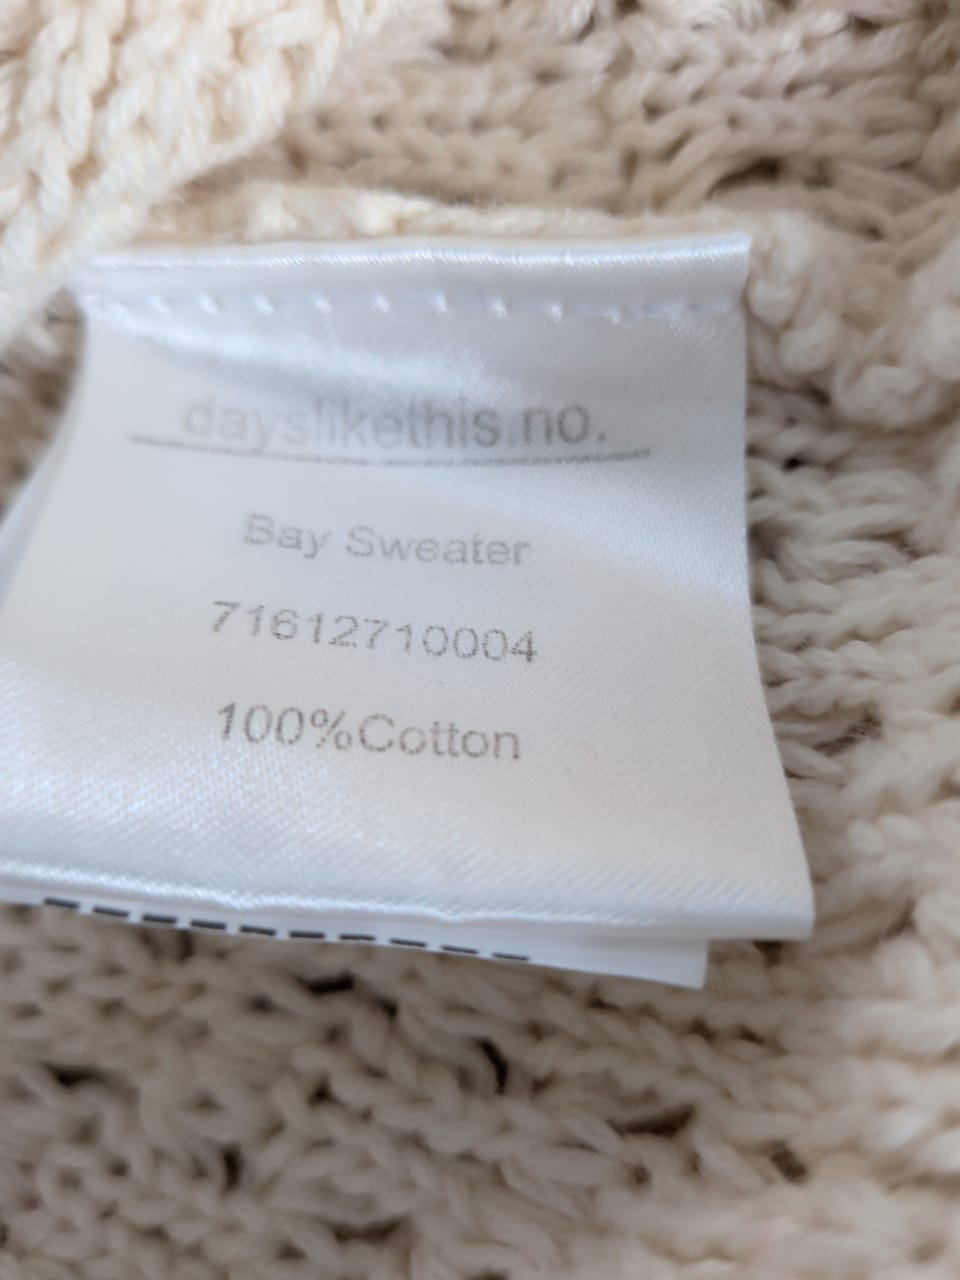 dayslikethis.no.
Bay Sweater
71612710004
100%Cotton